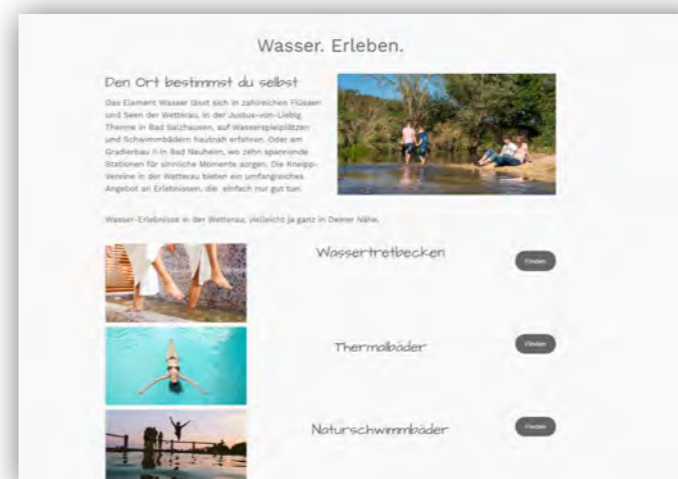 Wasser. Erleben.
Den Ort bestimmst du selbst
Das Element Wasser lässt sich in zahlreichen Flüssen
und Seen der Wetterau, in der Justus-von-Liebig
Therme in Bad Salzhausen, auf Wasserspielplätzen
und Schwimmbädern hautnah erfahren. Oder am
Gradierbau II in Bad Nauheim, wo zehn spannende
Stationen für sinnliche Momente sorgen. Die Kneipp-
Vereine in der Wetterau bieten ein umfangreiches
Angebot an Erlebnissen, die einfach nur gut tun.
Wasser-Erlebnisse in der Wetterau, vielleicht ja ganz in Deiner Nähe.
Wassertretbecken
Finden
Thermalbäder
Finden
Naturschwimmbäder
Finden